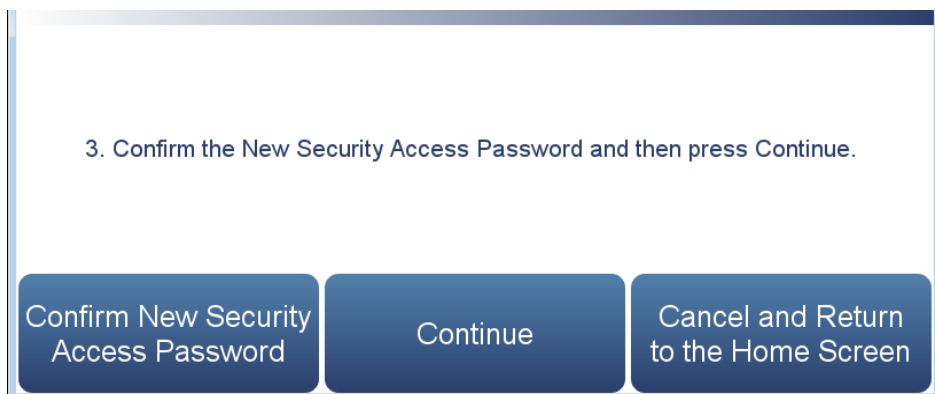 3. Confirm the New Security Access Password and then press Continue.
Confirm New Security
Access Password
Continue
Cancel and Return
to the Home Screen